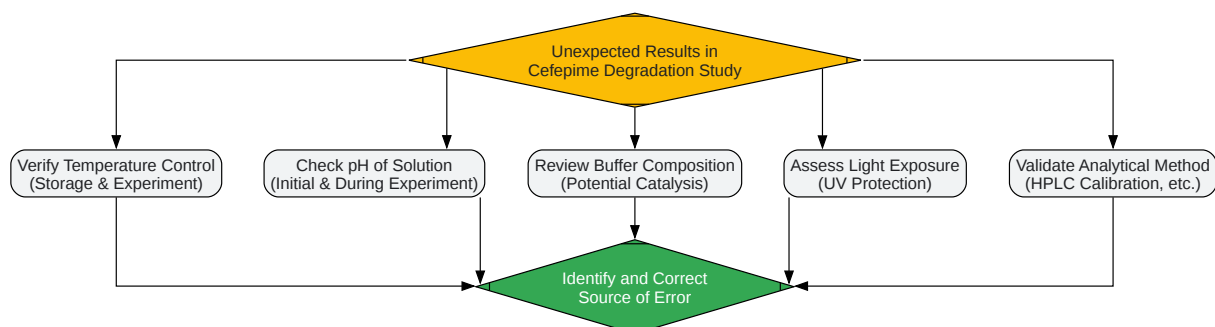 Unexpected Results in
Cefepime Degradation Study
Verify Temperature Control
(Storage & Experiment)
Check pH of Solution
(Initial & During Experiment)
Review Buffer Composition
(Potential Catalysis)
Assess Light Exposure
(UV Protection)
Validate Analytical Method
(HPLC Calibration, etc.)
Identify and Correct
Source of Error